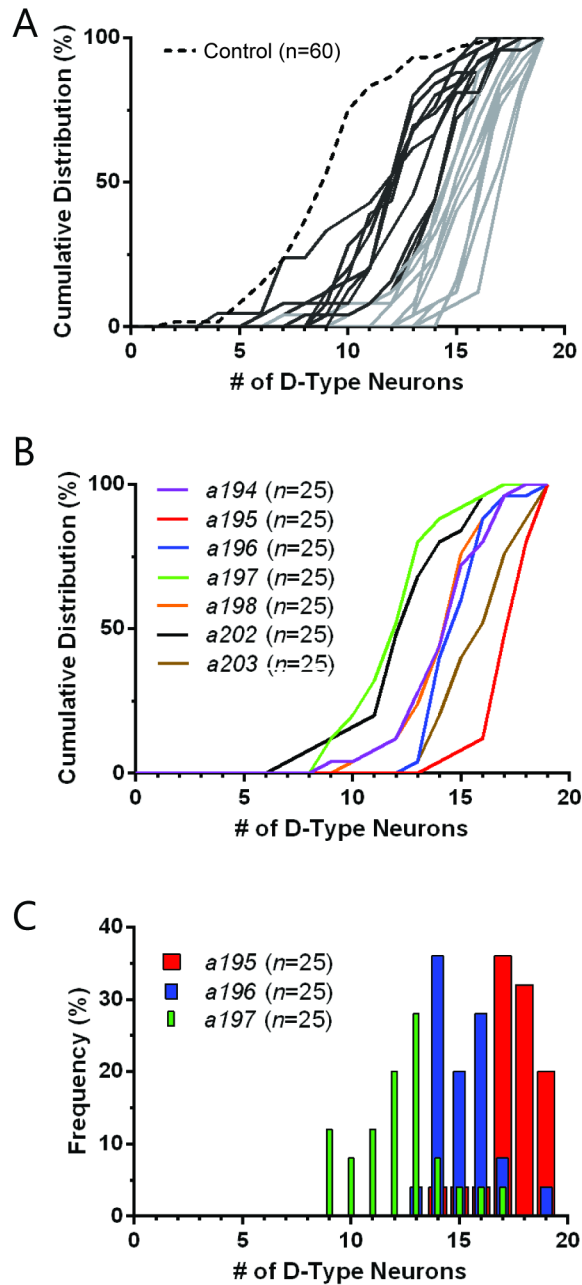 A
Cumulative Distribution (%)
100
50
0
Control (n=60)
0 5 10 15 20
# of D-Type Neurons
B
Cumulative Distribution (%)
100
50
0
a194 (n=25)
a195 (n=25)
a196 (n=25)
a197 (n=25)
a198 (n=25)
a202 (n=25)
a203 (n=25)
0 5 10 15 20
# of D-Type Neurons
C
Frequency (%)
40
30
20
10
0
a195 (n=25)
a196 (n=25)
a197 (n=25)
0 5 10 15 20
# of D-Type Neurons